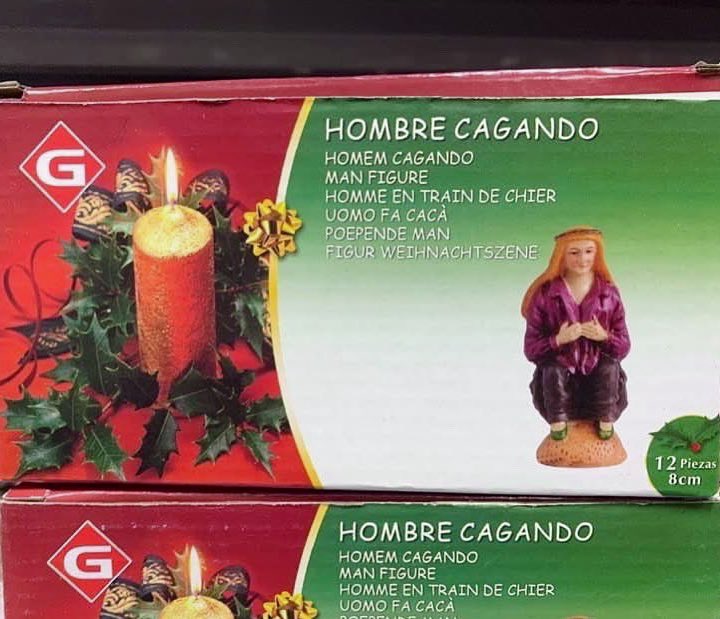 G
HOMBRE CAGANDO
HOMEM CAGANDO
MAN FIGURE
HOMME EN TRAIN DE CHIER
UOMO FA CACÀ
POEPENDE MAN
FIGUR WEIHNACHTSZENE
12 Piezas
8cm
G
HOMBRE CAGANDO
HOMEM CAGANDO
MAN FIGURE
HOMME EN TRAIN DE CHIER
UOMO FA CACÀ